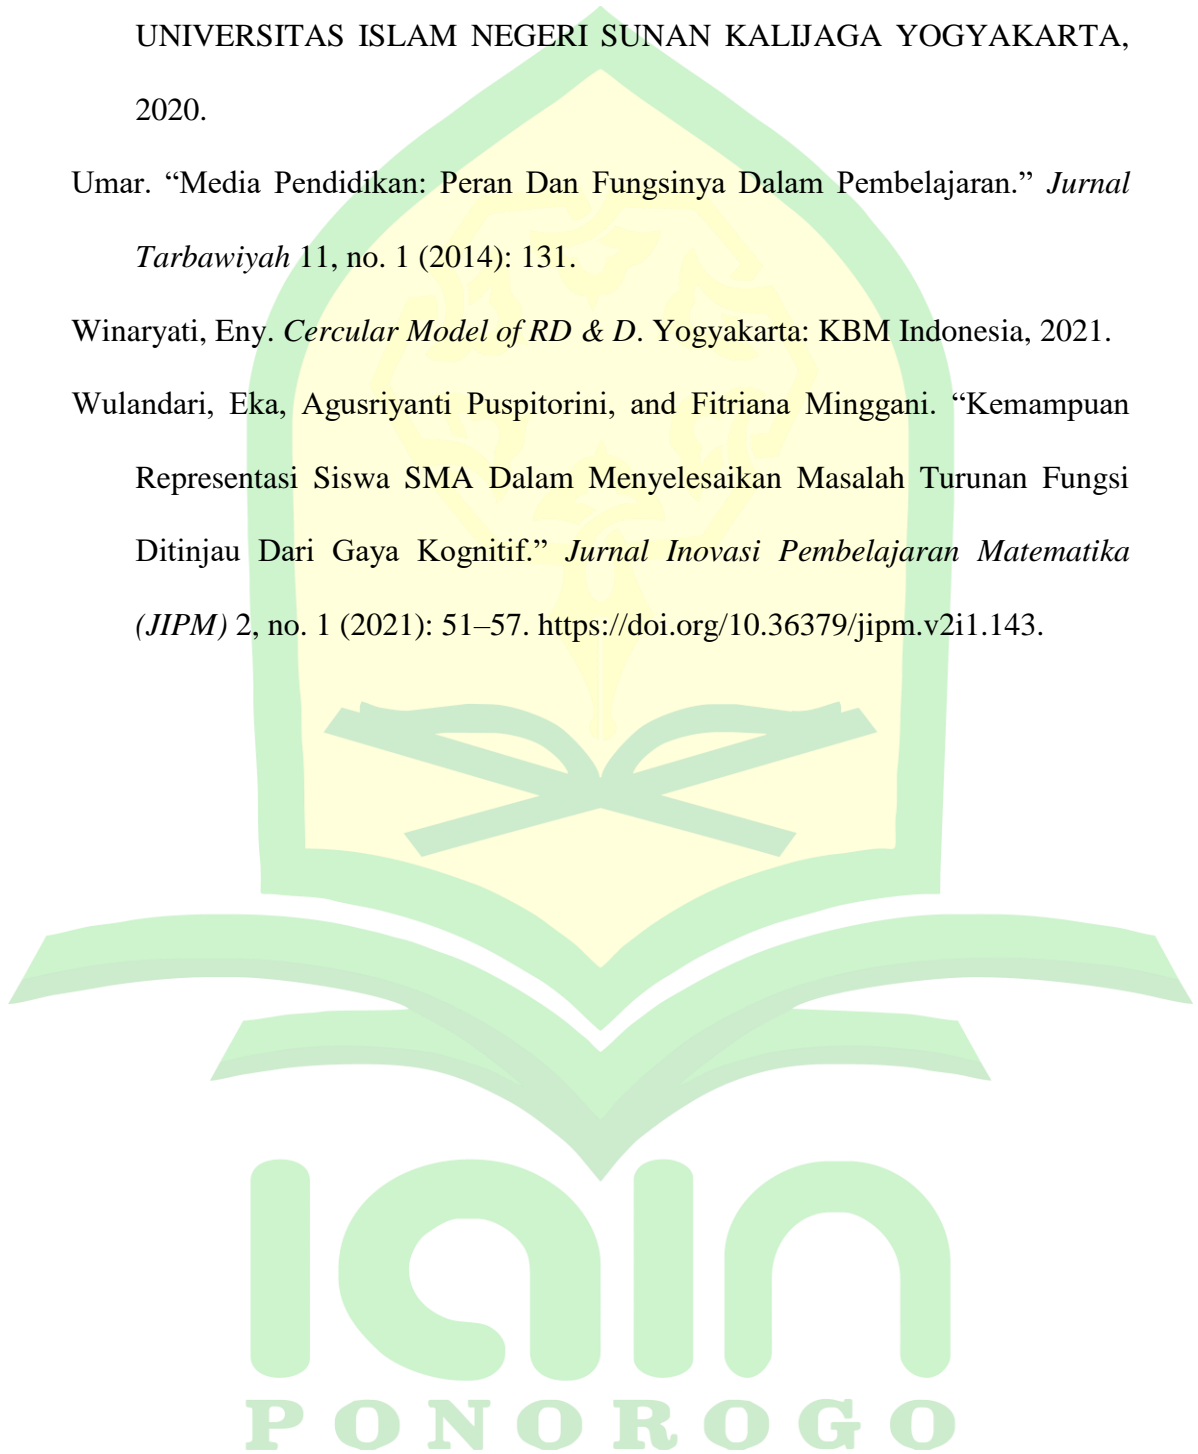 UNIVERSITAS ISLAM NEGERI SUNAN KALIJAGA YOGYAKARTA,
2020.
Umar. “Media Pendidikan: Peran Dan Fungsinya Dalam Pembelajaran.” Jurnal
Tarbawiyah 11, no. 1 (2014): 131.
Winaryati, Eny. Cercular Model of RD & D. Yogyakarta: KBM Indonesia, 2021.
Wulandari, Eka, Agusriyanti Puspitorini, and Fitriana Minggani. “Kemampuan
Representasi Siswa SMA Dalam Menyelesaikan Masalah Turunan Fungsi
Ditinjau Dari Gaya Kognitif.” Jurnal Inovasi Pembelajaran Matematika
(JIPM) 2, no. 1 (2021): 51–57. https://doi.org/10.36379/jipm.v2i1.143.
iain
PONOROGO